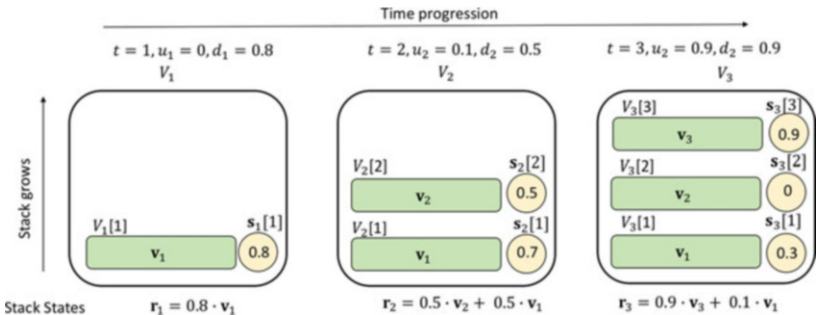 Time progression
t = 1, u₁ = 0, d₁ = 0.8
t = 2, u₂ = 0.1, d₂ = 0.5
t = 3, u₂ = 0.9, d₂ = 0.9
V₁
V₂
V₃
Stack grows
V₁[1]
s₁[1]
v₁
0.8
V₂[2]
s₂[2]
v₂
0.5
V₂[1]
s₂[1]
v₁
0.7
V₃[3]
s₃[3]
v₃
0.9
V₃[2]
s₃[2]
v₂
0
V₃[1]
s₃[1]
v₁
0.3
Stack States
r₁ = 0.8 · v₁
r₂ = 0.5 · v₂ + 0.5 · v₁
r₃ = 0.9 · v₃ + 0.1 · v₁